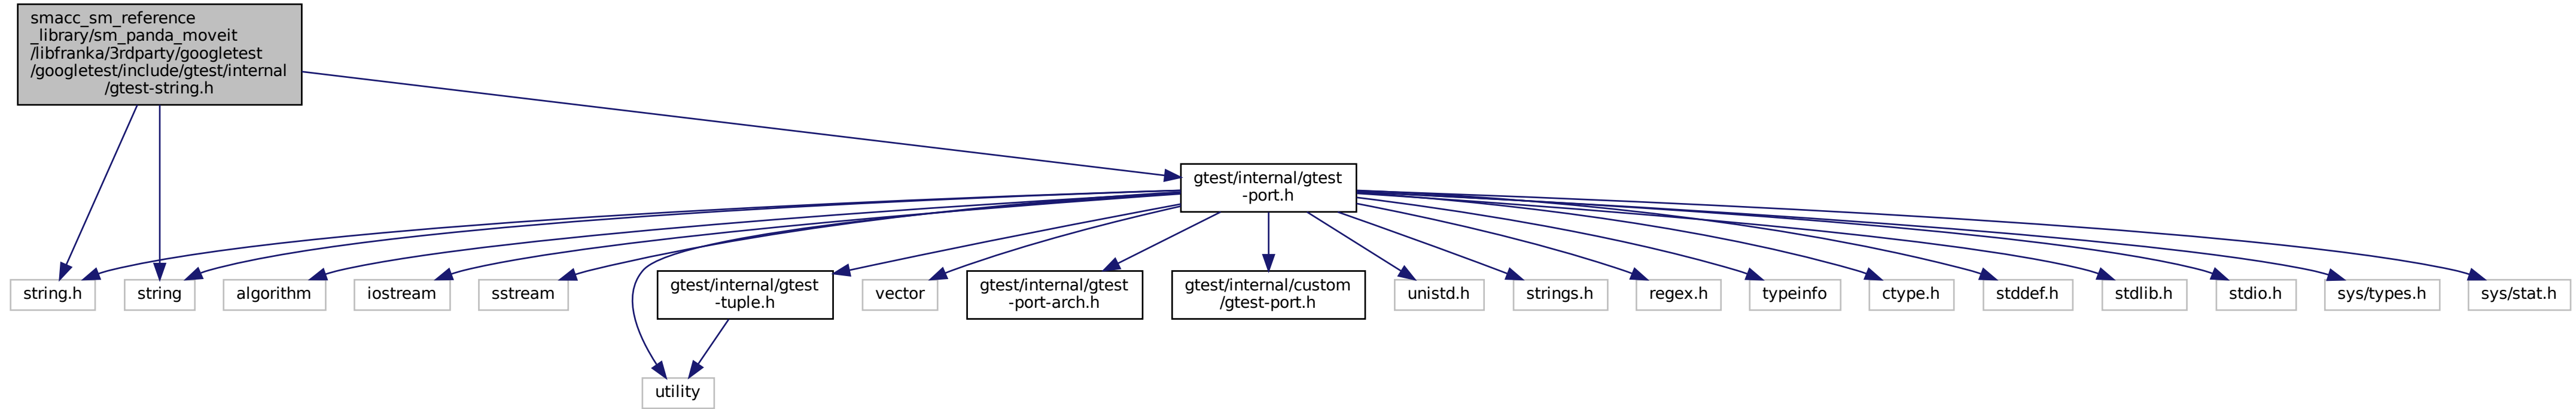 smacc_sm_reference
_library/sm_panda_moveit
/libfranka/3rdparty/googletest
/googletest/include/gtest/internal
/gtest-string.h
gtest/internal/gtest
-port.h
string.h
string
algorithm
iostream
sstream
gtest/internal/gtest
-tuple.h
vector
gtest/internal/gtest
-port-arch.h
gtest/internal/custom
/gtest-port.h
unistd.h
strings.h
regex.h
typeinfo
ctype.h
stddef.h
stdlib.h
stdio.h
sys/types.h
sys/stat.h
utility